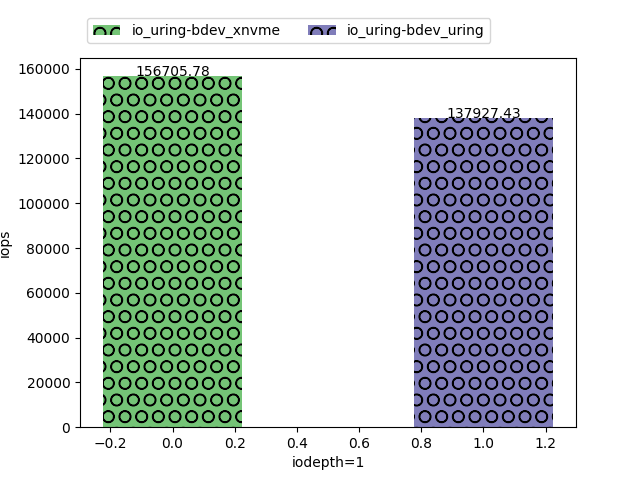 io_uring-bdev_xnvme io_uring-bdev_uring
160000
140000
120000
100000
80000
60000
40000
20000
0
iops
156705.78
137927.43
−0.2 0.0 0.2 0.4 0.6 0.8 1.0 1.2
iodepth=1